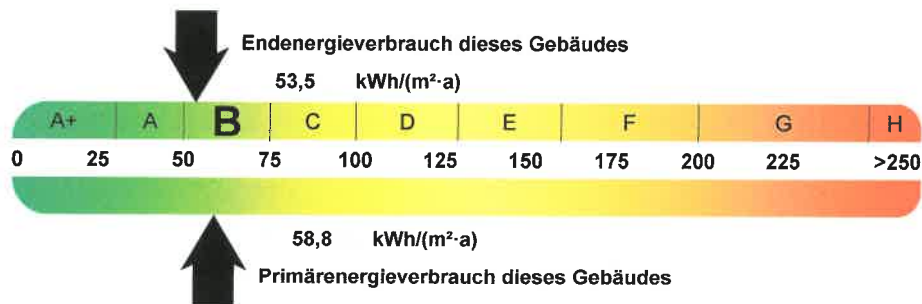 Endenergieverbrauch dieses Gebäudes
53,5 kWh/(m²·a)
A+ A B C D E F G H
0 25 50 75 100 125 150 175 200 225 >250
58,8 kWh/(m²·a)
Primärenergieverbrauch dieses Gebäudes